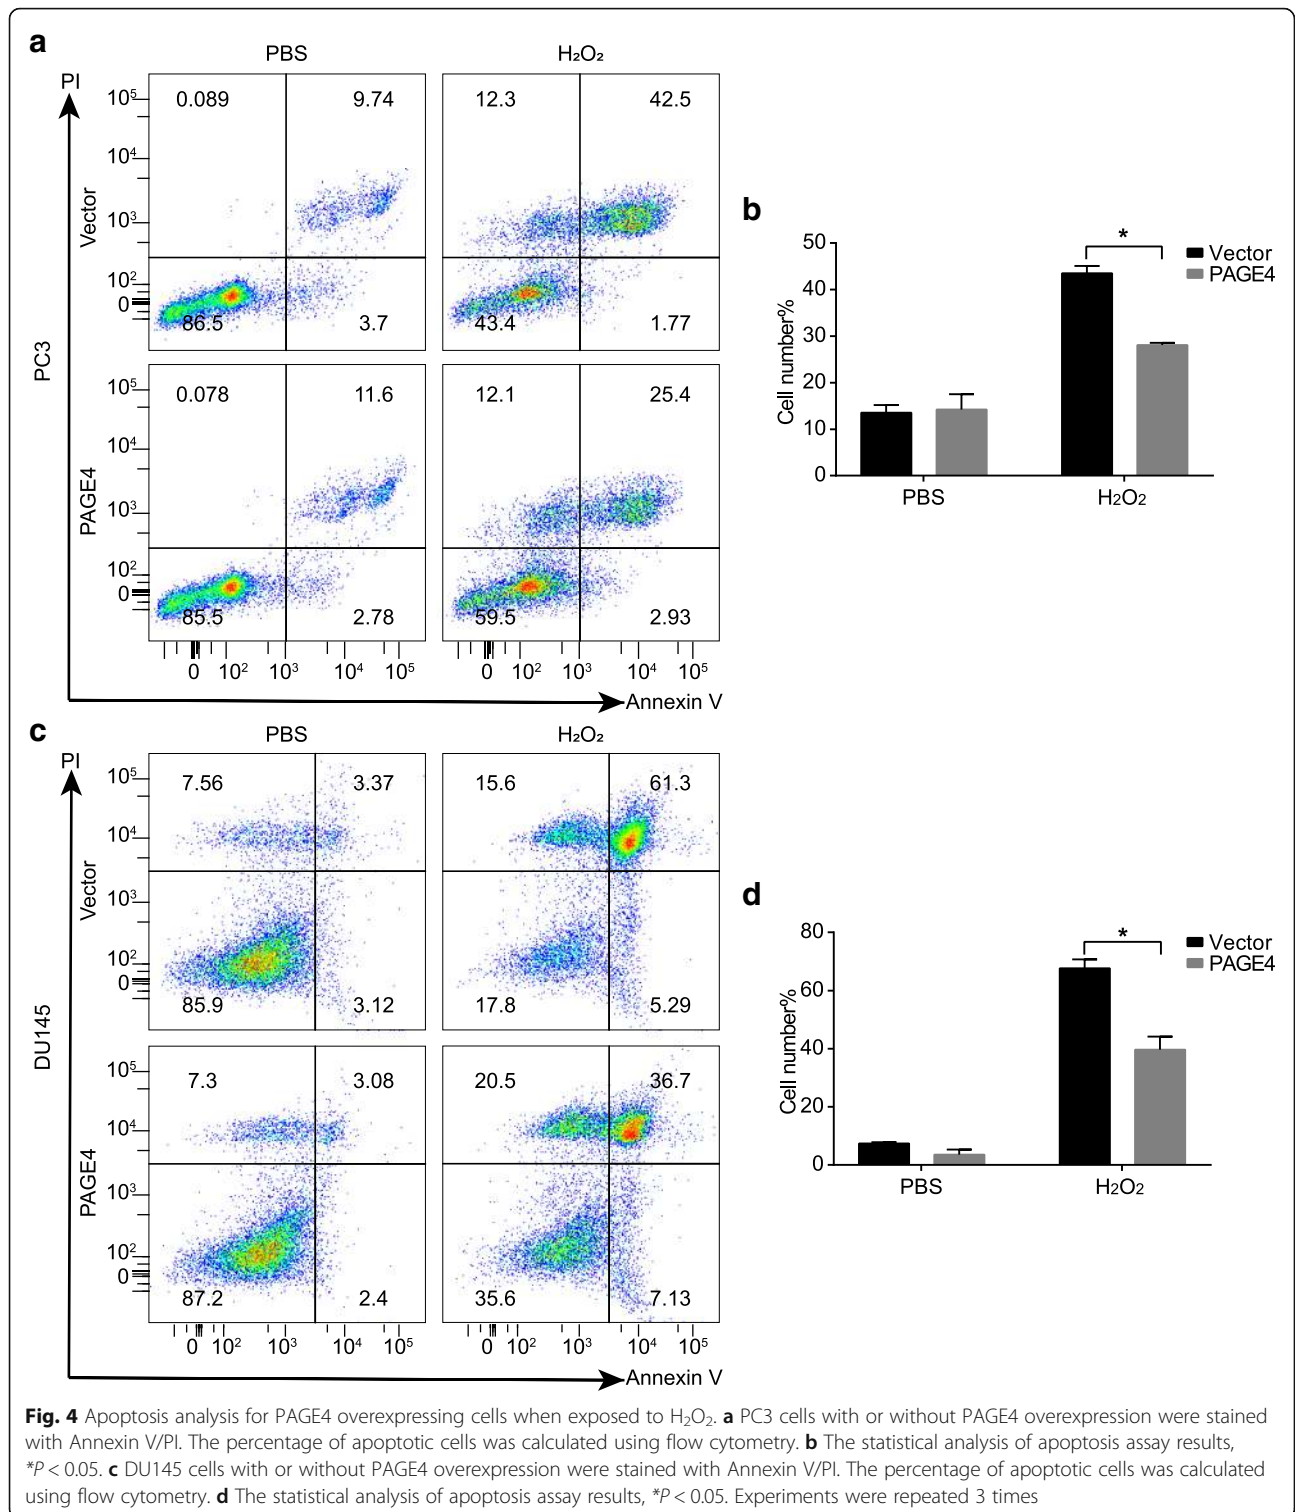 a
PBS
H₂O₂
PI
10⁵
0.089
9.74
12.3
42.5
10⁴
Vector
10³
10²
0
86.5
3.7
43.4
1.77
PC3
10⁵
0.078
11.6
12.1
25.4
10⁴
PAGE4
10³
10²
0
85.5
2.78
59.5
2.93
0 10² 10³ 10⁴ 10⁵
0 10² 10³ 10⁴ 10⁵
Annexin V
b
50
40
30
20
10
0
Cell number%
*
Vector
PAGE4
PBS
H₂O₂
c
PBS
H₂O₂
PI
10⁵
7.56
3.37
15.6
61.3
10⁴
Vector
10³
10²
0
85.9
3.12
17.8
5.29
DU145
10⁵
7.3
3.08
20.5
36.7
10⁴
PAGE4
10³
10²
0
87.2
2.4
35.6
7.13
0 10² 10³ 10⁴ 10⁵
0 10² 10³ 10⁴ 10⁵
Annexin V
d
80
60
40
20
0
Cell number%
*
Vector
PAGE4
PBS
H₂O₂
Fig. 4 Apoptosis analysis for PAGE4 overexpressing cells when exposed to H₂O₂. a PC3 cells with or without PAGE4 overexpression were stained
with Annexin V/PI. The percentage of apoptotic cells was calculated using flow cytometry. b The statistical analysis of apoptosis assay results,
*P < 0.05. c DU145 cells with or without PAGE4 overexpression were stained with Annexin V/PI. The percentage of apoptotic cells was calculated
using flow cytometry. d The statistical analysis of apoptosis assay results, *P < 0.05. Experiments were repeated 3 times